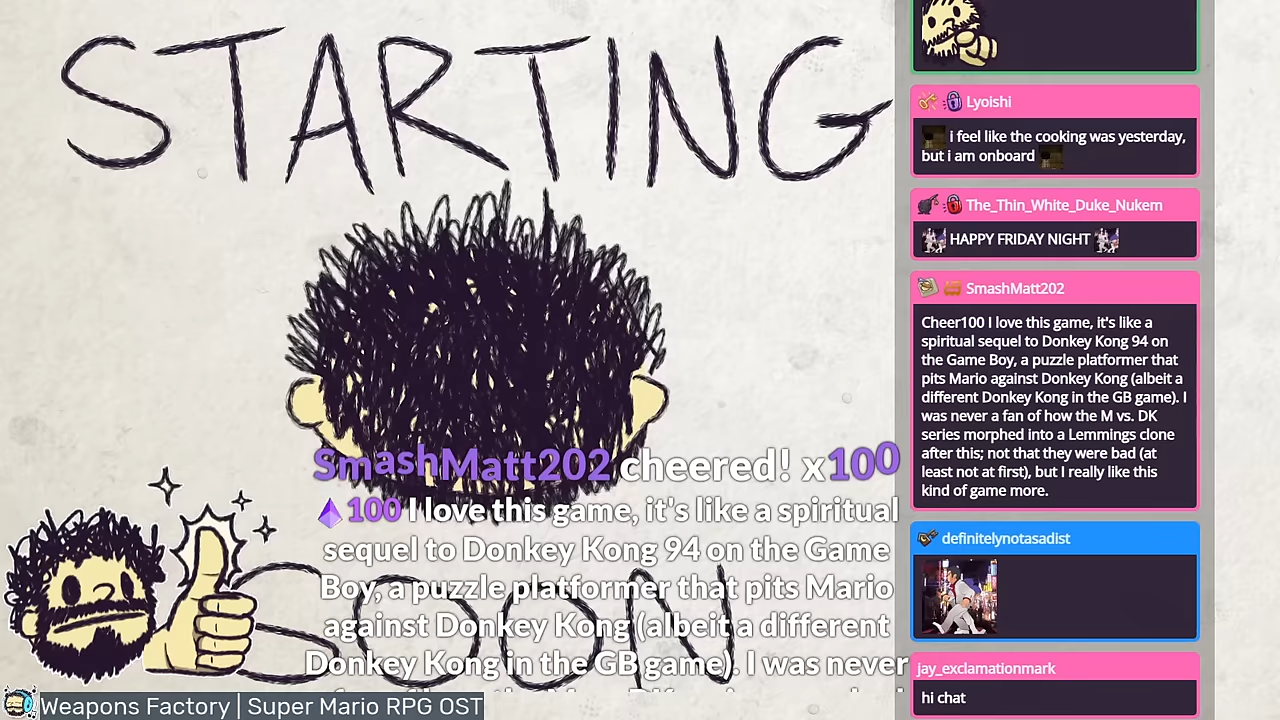 STARTING
SOON
SmashMatt202 cheered! x100
100 I love this game, it's like a spiritual
sequel to Donkey Kong 94 on the Game
Boy, a puzzle platformer that pits Mario
against Donkey Kong (albeit a different
Donkey Kong in the GB game). I was never
Weapons Factory | Super Mario RPG OST
Lyoishi
i feel like the cooking was yesterday,
but i am onboard
The_Thin_White_Duke_Nukem
HAPPY FRIDAY NIGHT
SmashMatt202
Cheer100 I love this game, it's like a
spiritual sequel to Donkey Kong 94 on
the Game Boy, a puzzle platformer that
pits Mario against Donkey Kong (albeit a
different Donkey Kong in the GB game). I
was never a fan of how the M vs. DK
series morphed into a Lemmings clone
after this; not that they were bad (at
least not at first), but I really like this
kind of game more.
definitelynotasadist
jay_exclamationmark
hi chat